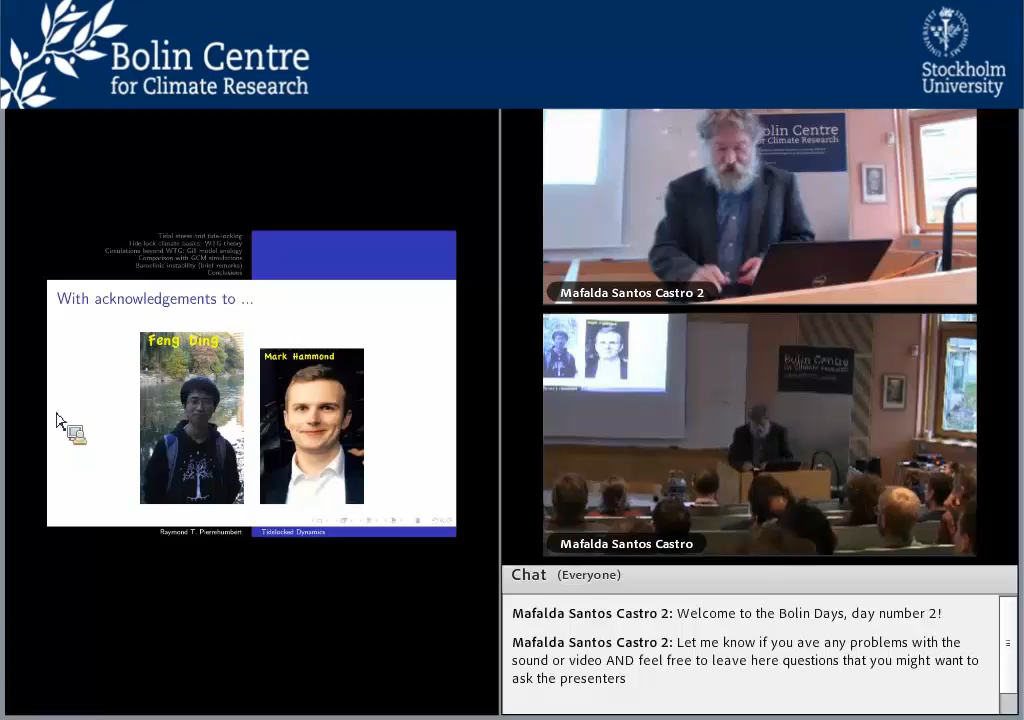 Bolin Centre
for Climate Research
Stockholm
University
Tidal stress and tide-locking
Tide-lock climate basics: WTG theory
Circulations beyond WTG: Gill model analogy
Comparison with GCM simulations
Baroclinic instability (brief remarks)
Conclusions
With acknowledgements to ...
Feng Ding
Mark Hammond
Raymond T. Pierrehumbert
Tidelocked Dynamics
Bolin Centre
for Climate Research
Mafalda Santos Castro 2
Bolin Centre
for Climate Research
Mafalda Santos Castro
Chat (Everyone)
Mafalda Santos Castro 2: Welcome to the Bolin Days, day number 2!
Mafalda Santos Castro 2: Let me know if you ave any problems with the
sound or video AND feel free to leave here questions that you might want to
ask the presenters